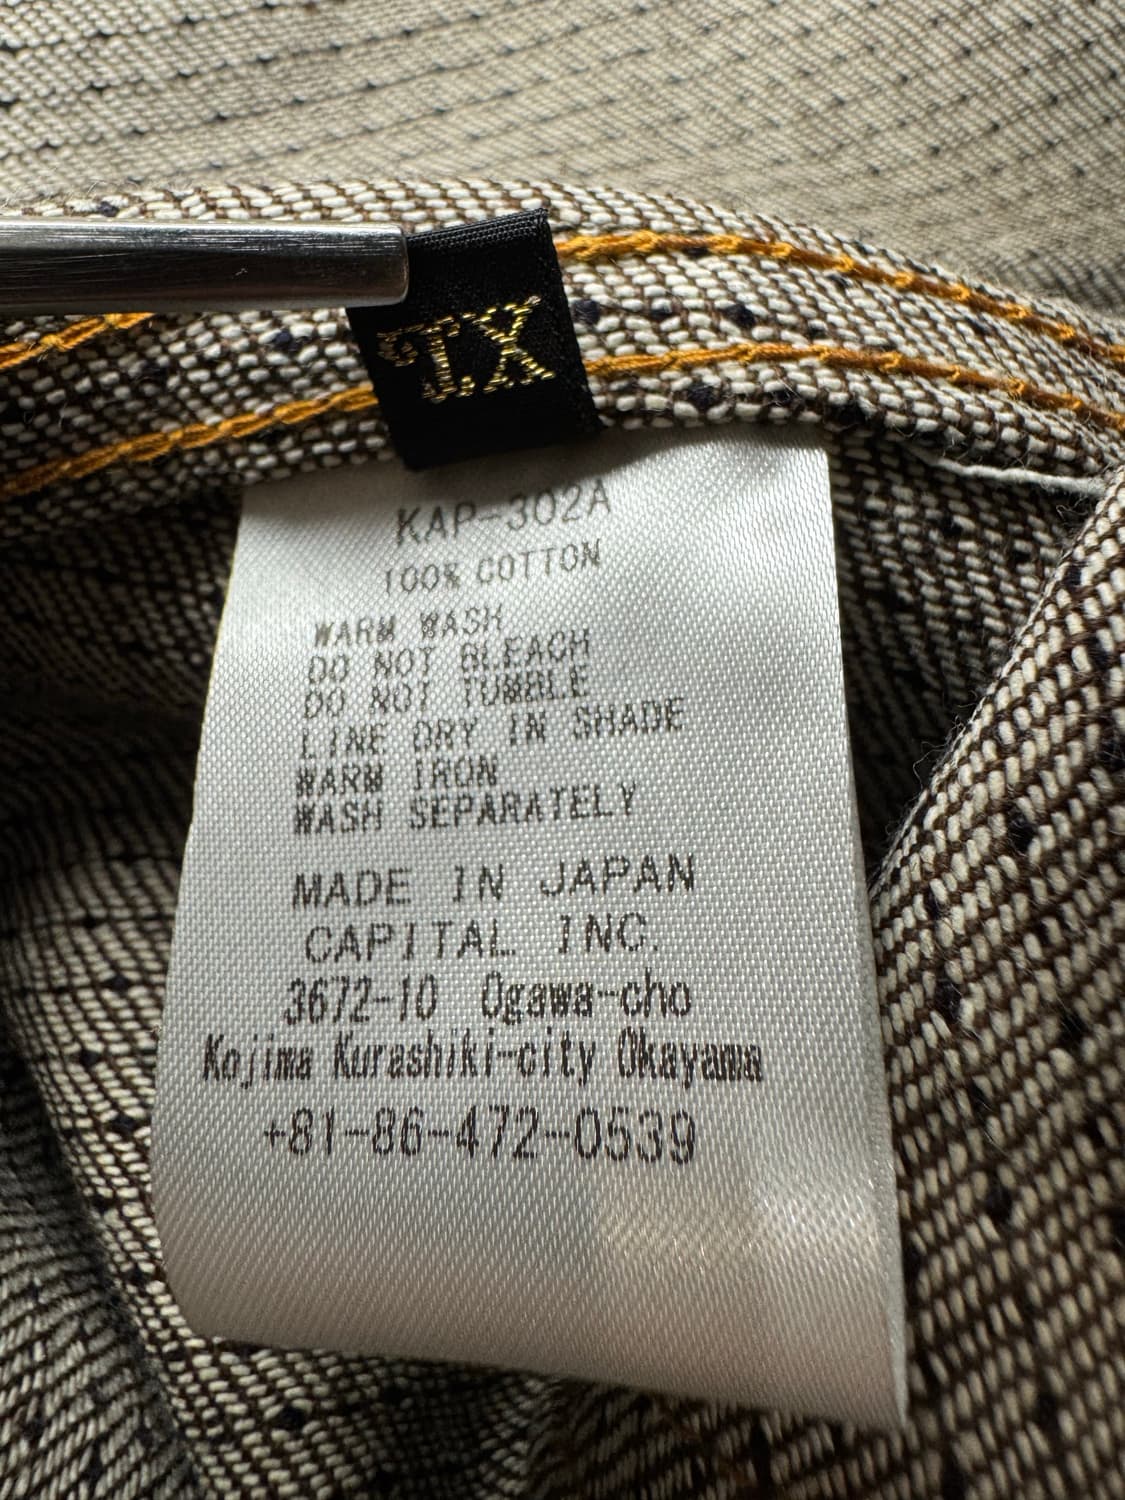 XL
KAP-302A
100% COTTON
WARM WASH
DO NOT BLEACH
DO NOT TUMBLE
LINE DRY IN SHADE
WARM IRON
WASH SEPARATELY
MADE IN JAPAN
CAPITAL INC.
3672-10 Ogawa-cho
Kojima Kurashiki-city Okayama
+81-86-472-0539